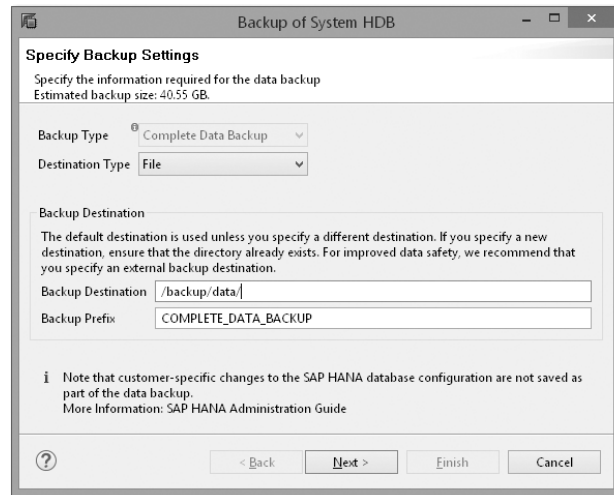 Backup of System HDB
Specify Backup Settings
Specify the information required for the data backup
Estimated backup size: 40.55 GB.
Backup Type Complete Data Backup
Destination Type File
Backup Destination
The default destination is used unless you specify a different destination. If you specify a new
destination, ensure that the directory already exists. For improved data safety, we recommend that
you specify an external backup destination.
Backup Destination /backup/data/
Backup Prefix COMPLETE_DATA_BACKUP
i Note that customer-specific changes to the SAP HANA database configuration are not saved as
part of the data backup.
More Information: SAP HANA Administration Guide
? < Back Next > Finish Cancel